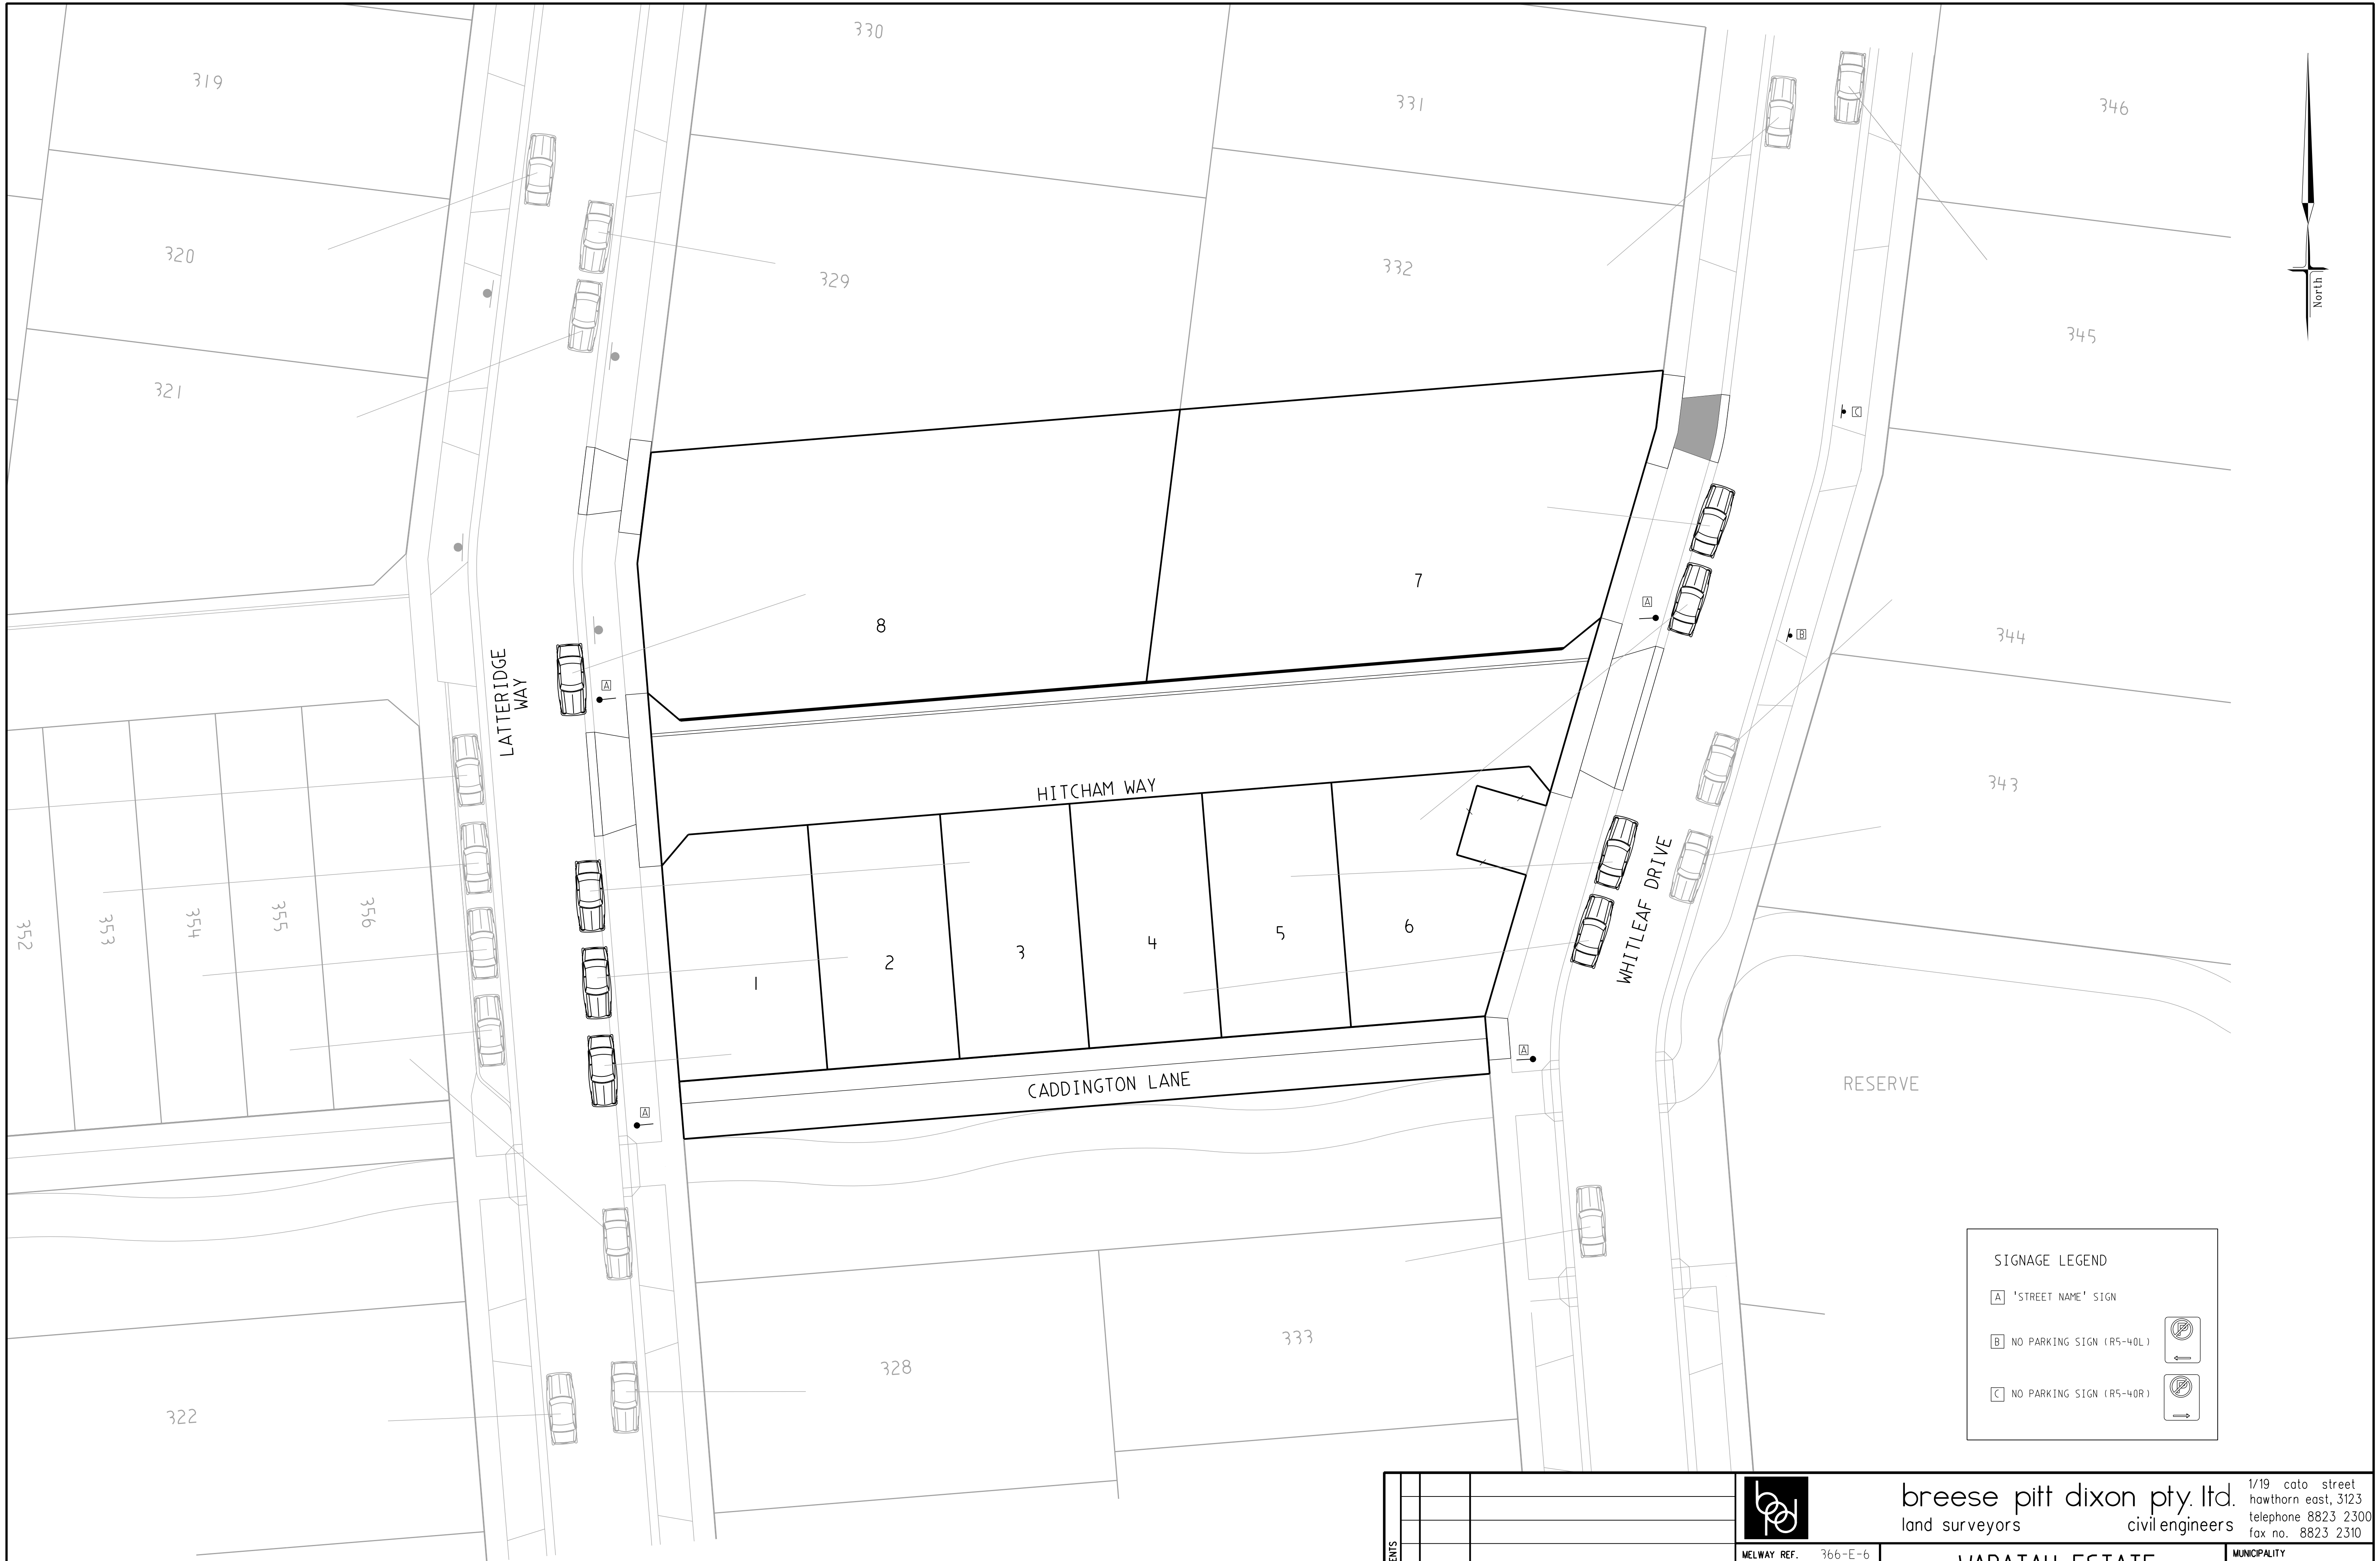 330
319
331
346
320
329
332
345
321
North
C
8
7
A
B
344
LATTERIDGE
WAY
A
HITCHAM WAY
343
WHITLEAF DRIVE
352
353
354
355
356
1
2
3
4
5
6
A
CADDINGTON LANE
A
RESERVE
SIGNAGE LEGEND
A 'STREET NAME' SIGN
B NO PARKING SIGN (R5-40L)
P
C NO PARKING SIGN (R5-40R)
P
333
328
322
bpd
breese pitt dixon pty. ltd.
land surveyors civil engineers
1/19 cato street
hawthorn east, 3123
telephone 8823 2300
fax no. 8823 2310
MELWAY REF. 366-E-6
MUNICIPALITY